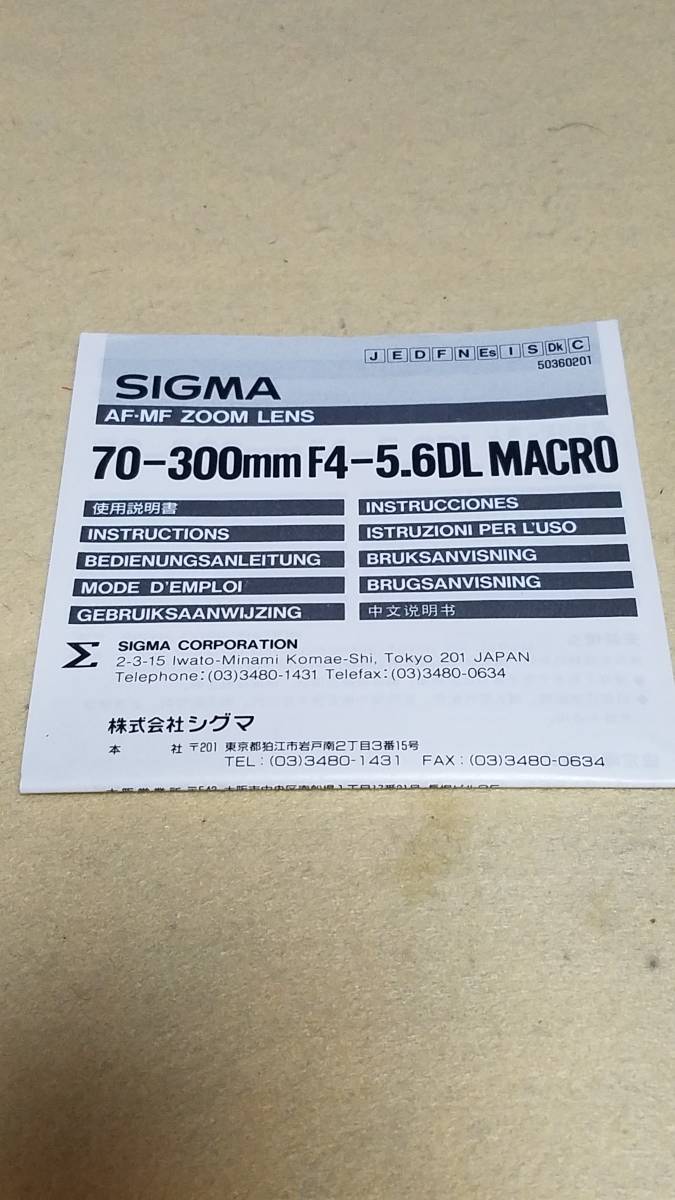 J E D F N Es I S Dk C
50360201
SIGMA
AF-MF ZOOM LENS
70-300mm F4-5.6DL MACRO
使用説明書
INSTRUCTIONS
BEDIENUNGSANLEITUNG
MODE D'EMPLOI
GEBRUIKSAANWIJZING
INSTRUCCIONES
ISTRUZIONI PER L'USO
BRUKSANVISNING
BRUGSANVISNING
中文说明书
Σ SIGMA CORPORATION
2-3-15 Iwato-Minami Komae-Shi, Tokyo 201 JAPAN
Telephone:(03)3480-1431 Telefax:(03)3480-0634
株式会社シグマ
本 社 〒201 東京都狛江市岩戸南2丁目3番15号
TEL:(03)3480-1431 FAX:(03)3480-0634